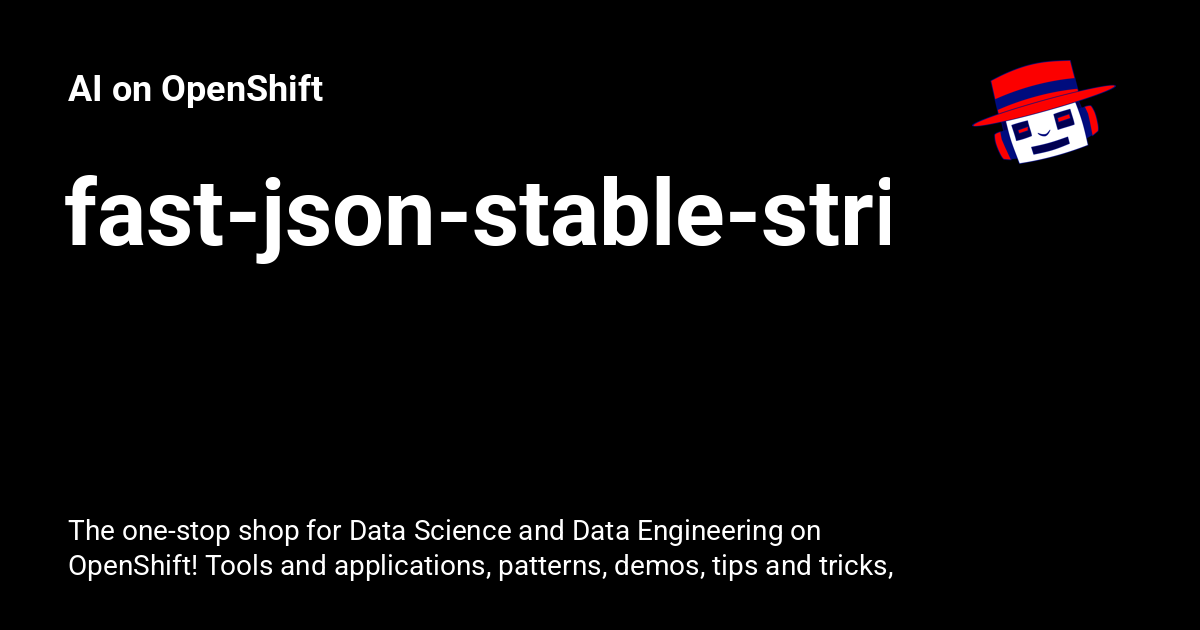 AI on OpenShift
fast-json-stable-stri
The one-stop shop for Data Science and Data Engineering on
OpenShift! Tools and applications, patterns, demos, tips and tricks,